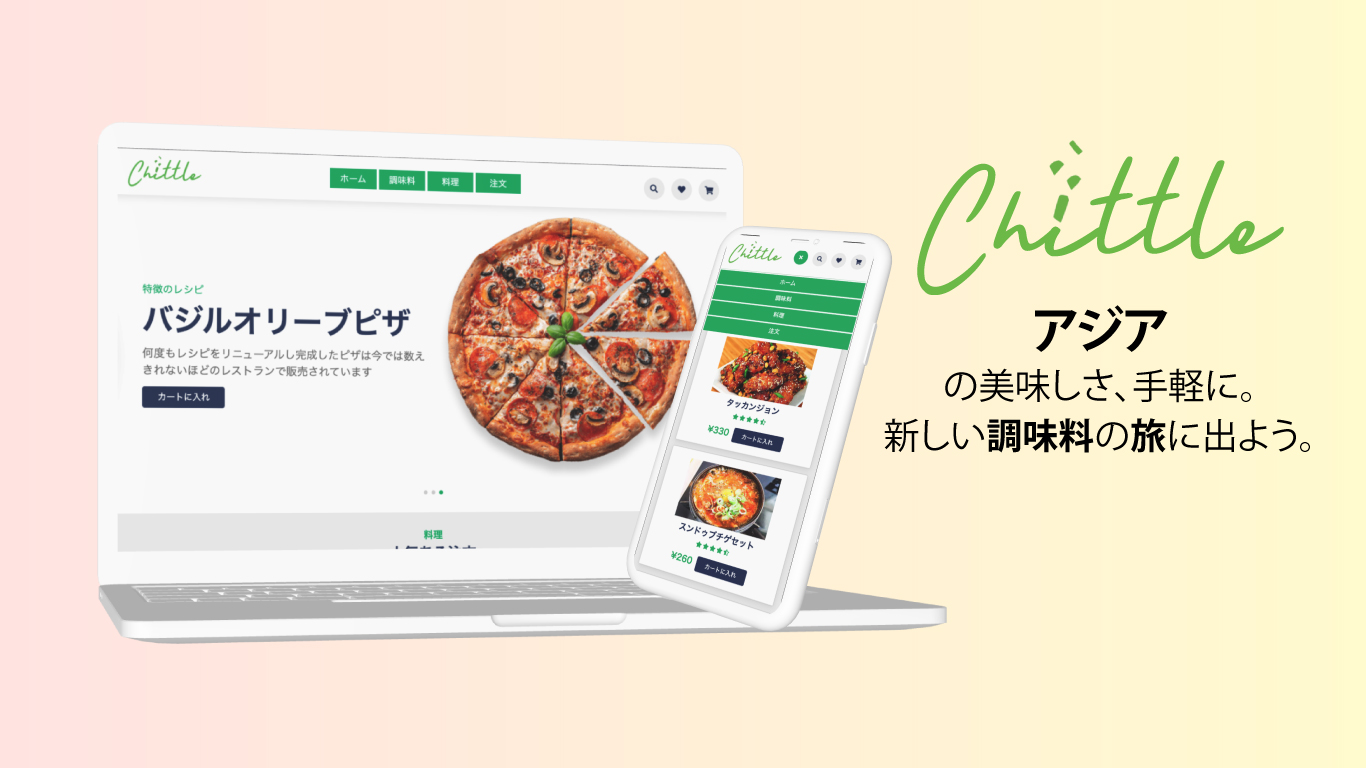 Chittle
ホーム
調味料
料理
注文
特徴のレシピ
バジルオリーブピザ
何度もレシピをリニューアルし完成したピザは今では数え
きれないほどのレストランで販売されています
カートに入れ
料理
Chittle
ホーム
調味料
料理
注文
タッカンジョン
¥330
カートに入れ
スンドゥブチゲセット
¥260
カートに入れ
Chittle
アジア
の美味しさ、手軽に。
新しい調味料の旅に出よう。